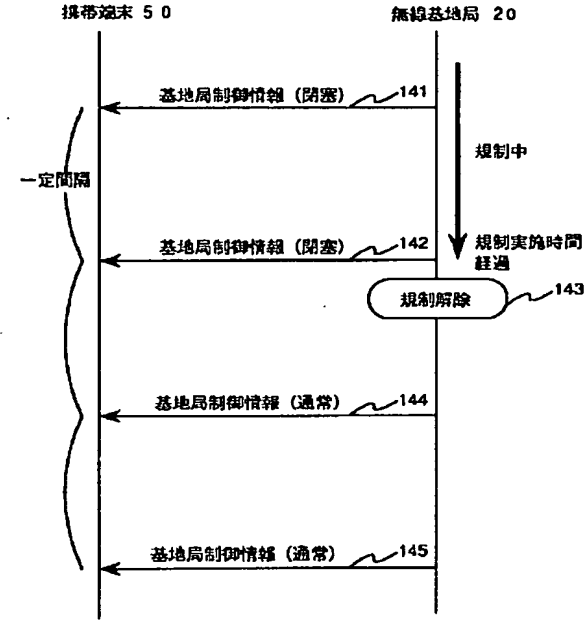 携帯端末 50
無線基地局 20
基地局制御情報（閉塞）
141
規制中
一定間隔
基地局制御情報（閉塞）
142
規制実施時間
経過
規制解除
143
基地局制御情報（通常）
144
基地局制御情報（通常）
145